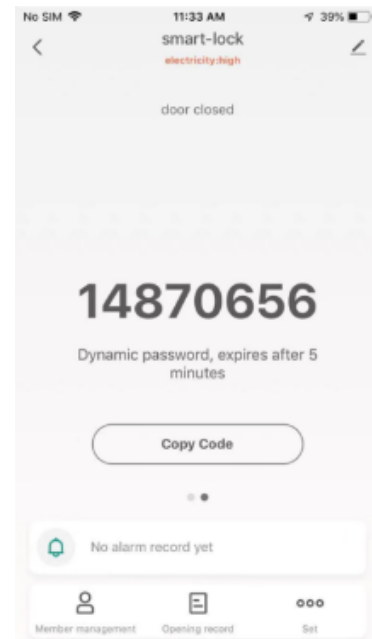 No SIM 11:33 AM 39%
smart-lock
electricity:high
door closed
14870656
Dynamic password, expires after 5
minutes
Copy Code
No alarm record yet
Member management Opening record Set